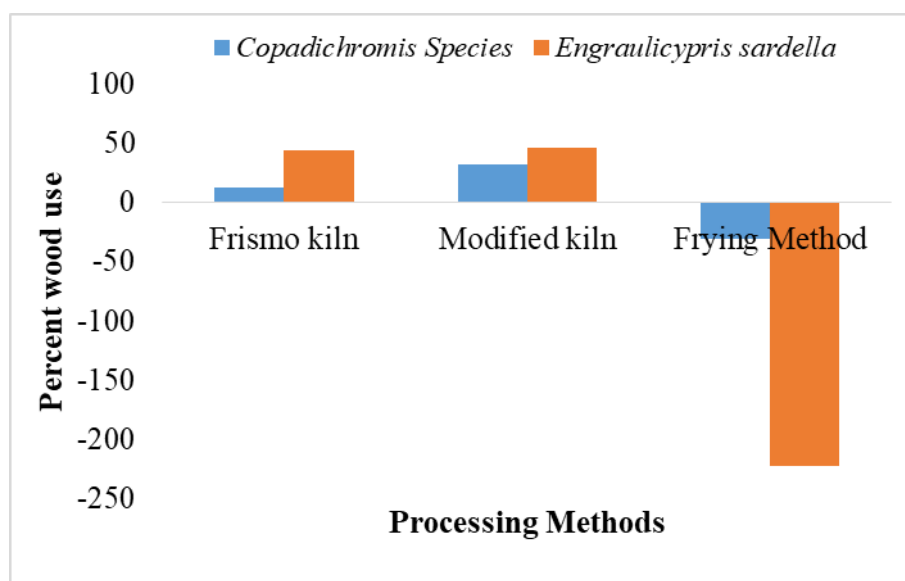 Copadichromis Species Engraulicypris sardella
100
50
0
-50
-100
-150
-200
-250
Percent wood use
Frismo kiln Modified kiln Frying Method
Processing Methods